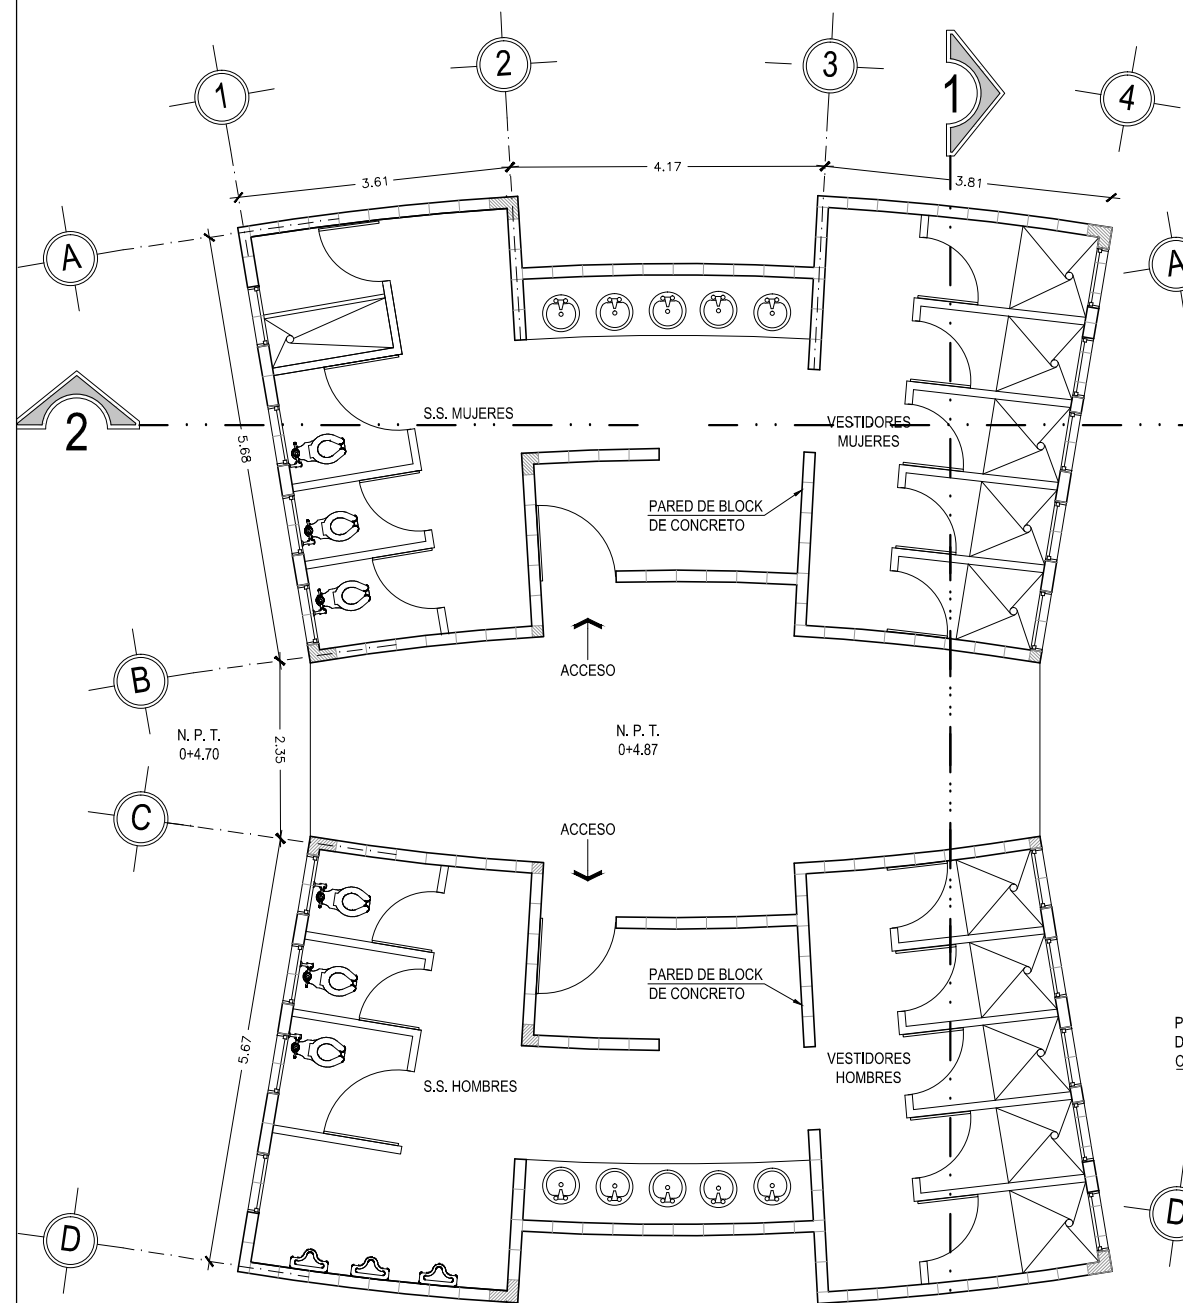 1
2
3
4
1
3.61
4.17
3.81
A
A
2
5.68
S.S. MUJERES
VESTIDORES
MUJERES
PARED DE BLOCK
DE CONCRETO
ACCESO
B
N. P. T.
0+4.70
2.35
N. P. T.
0+4.87
C
ACCESO
PARED DE BLOCK
DE CONCRETO
5.67
S.S. HOMBRES
VESTIDORES
HOMBRES
P
D
C
D
D